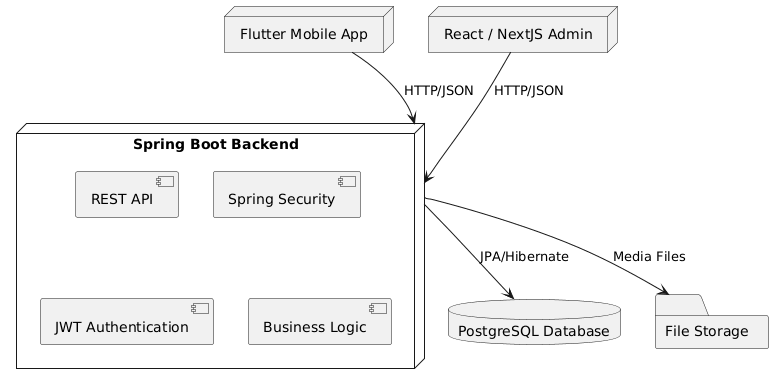 Flutter Mobile App
React / NextJS Admin
HTTP/JSON
HTTP/JSON
Spring Boot Backend
REST API
Spring Security
JWT Authentication
Business Logic
JPA/Hibernate
Media Files
PostgreSQL Database
File Storage